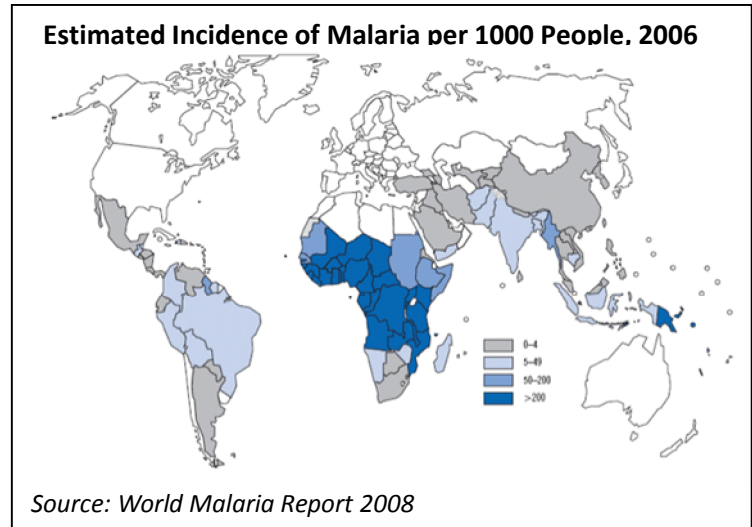 Estimated Incidence of Malaria per 1000 People, 2006
0–4
5–49
50–200
>200
Source: World Malaria Report 2008